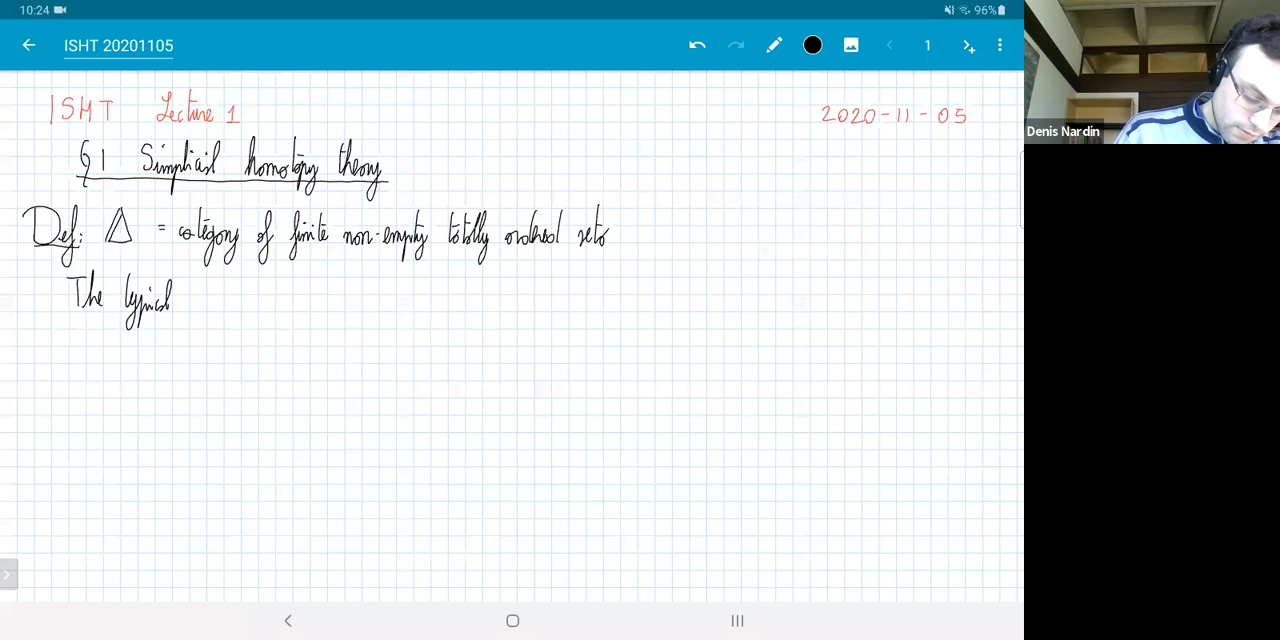 10:24
96%
ISHT 20201105
1
ISHT Lecture 1
2020-11-05
§1 Simplicial homotopy theory
Def: Δ = category of finite non-empty totally ordered sets
The typical
Denis Nardin